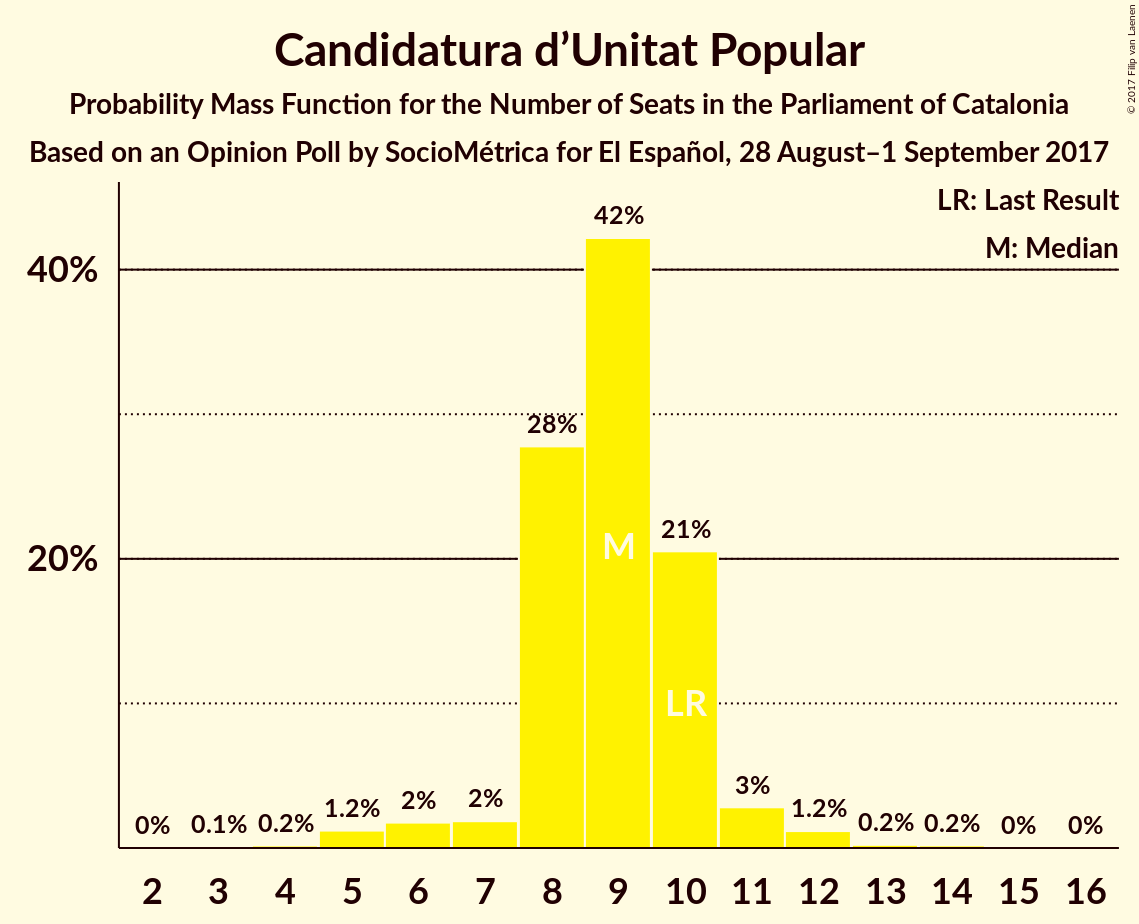 Candidatura d’Unitat Popular
Probability Mass Function for the Number of Seats in the Parliament of Catalonia
Based on an Opinion Poll by SocioMétrica for El Español, 28 August–1 September 2017
© 2017 Filip van Laenen
LR: Last Result
M: Median
40%
20%
0%
0.1%
0.2%
1.2%
2%
2%
28%
42%
21%
3%
1.2%
0.2%
0.2%
0%
0%
M
LR
2 3 4 5 6 7 8 9 10 11 12 13 14 15 16